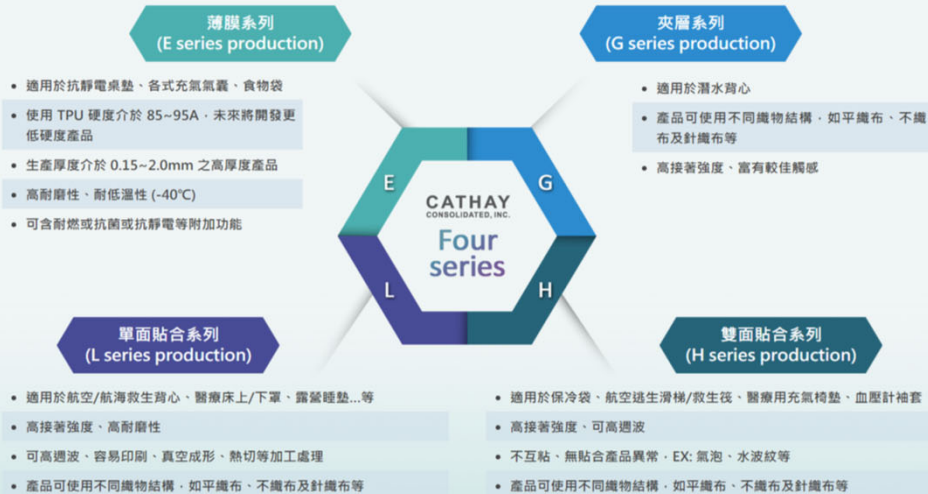 薄膜系列
(E series production)
• 適用於抗靜電桌墊、各式充氣氣囊、食物袋
• 使用 TPU 硬度介於 85~95A，未來將開發更
低硬度產品
• 生產厚度介於 0.15~2.0mm 之高厚度產品
• 高耐磨性、耐低溫性 (-40℃)
• 可含耐燃或抗菌或抗靜電等附加功能
夾層系列
(G series production)
• 適用於潛水背心
• 產品可使用不同織物結構，如平織布、不織
布及針織布等
• 高接著強度、富有較佳觸感
E
G
CATHAY
CONSOLIDATED, INC.
Four
series
L
H
單面貼合系列
(L series production)
• 適用於航空/航海救生背心、醫療床上/下罩、露營睡墊...等
• 高接著強度、高耐磨性
• 可高週波、容易印刷、真空成形、熱切等加工處理
• 產品可使用不同織物結構，如平織布、不織布及針織布等
雙面貼合系列
(H series production)
• 適用於保冷袋、航空逃生滑梯/救生筏、醫療用充氣椅墊、血壓計袖套
• 高接著強度、可高週波
• 不互粘、無貼合產品異常，EX: 氣泡、水波紋等
• 產品可使用不同織物結構，如平織布、不織布及針織布等